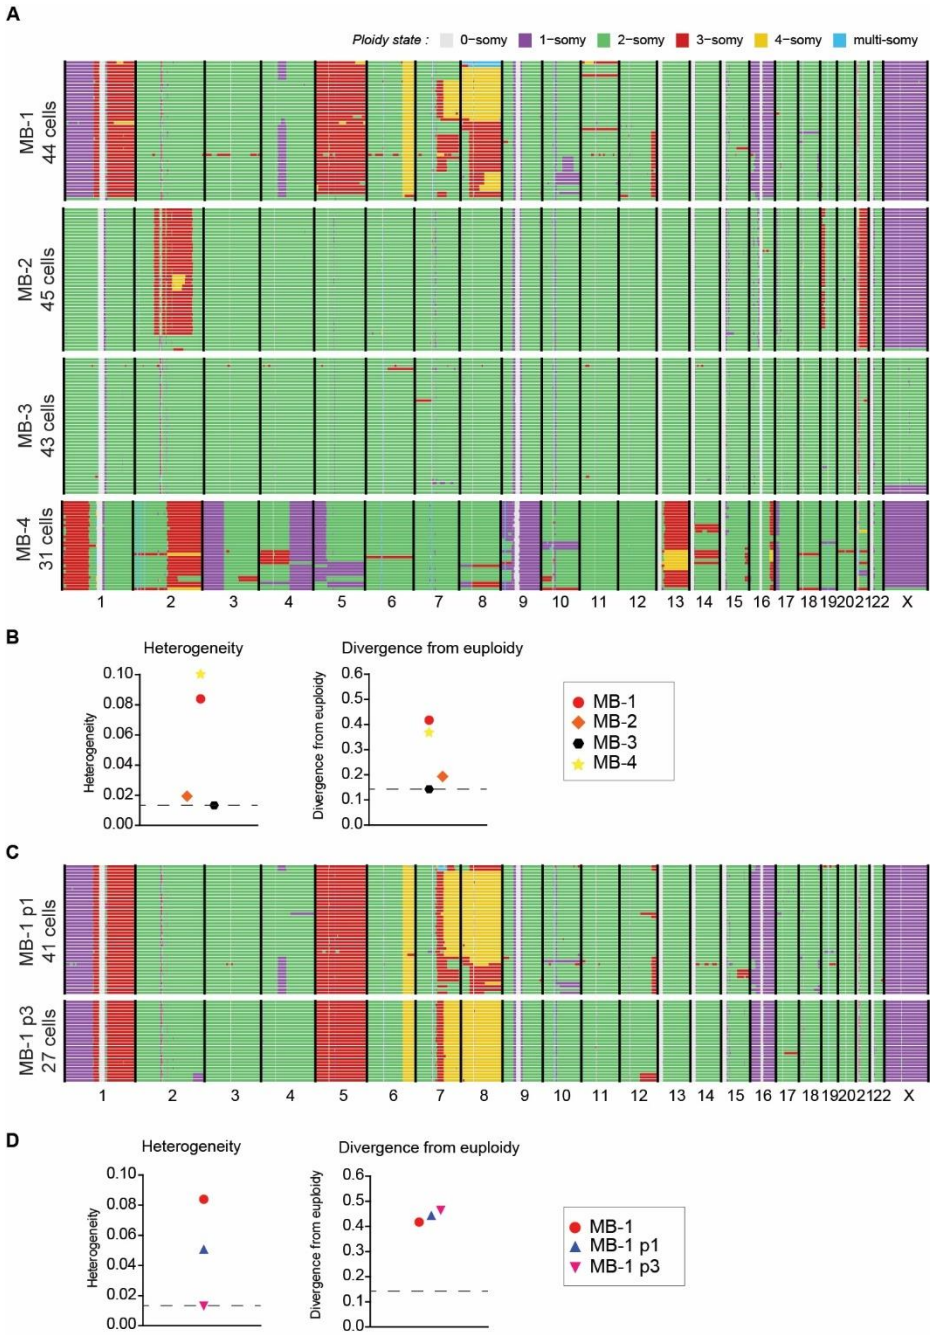 A
Ploidy state : 0-somy 1-somy 2-somy 3-somy 4-somy multi-somy
MB-1
44 cells
MB-2
45 cells
MB-3
43 cells
MB-4
31 cells
1 2 3 4 5 6 7 8 9 10 11 12 13 14 15 16 17 18 19 20 21 22 X
B
Heterogeneity
Heterogeneity
0.10
0.08
0.06
0.04
0.02
0.00
Divergence from euploidy
Divergence from euploidy
0.6
0.5
0.4
0.3
0.2
0.1
0.0
MB-1
MB-2
MB-3
MB-4
C
MB-1 p1
41 cells
MB-1 p3
27 cells
1 2 3 4 5 6 7 8 9 10 11 12 13 14 15 16 17 18 19 20 21 22 X
D
Heterogeneity
Heterogeneity
0.10
0.08
0.06
0.04
0.02
0.00
Divergence from euploidy
Divergence from euploidy
0.6
0.5
0.4
0.3
0.2
0.1
0.0
MB-1
MB-1 p1
MB-1 p3